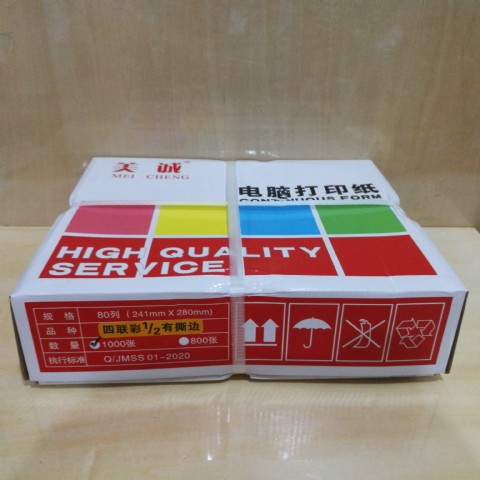 美诚®
MEI CHENG
电脑打印纸
CONTINUOUS FORM
HIGH QUALITY
SERVICE
规格 80列（241mm X 280mm)
品种 四联彩1/2有撕边
数量 1000张 800张
执行标准 Q/JMSS 01-2020